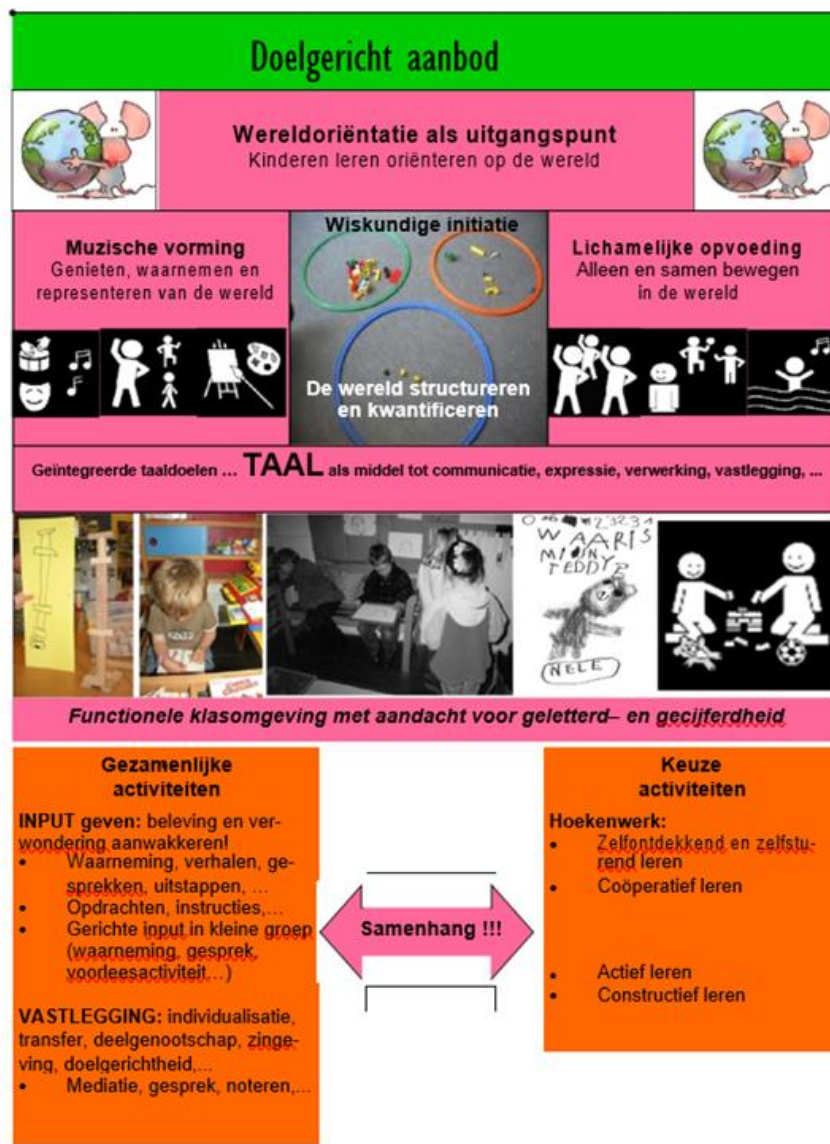 Doelgericht aanbod
Wereldoriëntatie als uitgangspunt
Kinderen leren oriënteren op de wereld
Muzische vorming
Genieten, waarnemen en
representeren van de wereld
Wiskundige initiatie
De wereld structureren
en kwantificeren
Lichamelijke opvoeding
Alleen en samen bewegen
in de wereld
Geïntegreerde taaldoelen ... TAAL als middel tot communicatie, expressie, verwerking, vastlegging, ...
WAAR IS
MIJN
TEDDY?
NELE
Functionele klasomgeving met aandacht voor geletterd– en gecijferdheid
Gezamenlijke
activiteiten
INPUT geven: beleving en ver-
wondering aanwakkeren!
• Waarneming, verhalen, ge-
sprekken, uitstappen, …
• Opdrachten, instructies,…
• Gerichte input in kleine groep
(waarneming, gesprek,
voorleesactiviteit…)
VASTLEGGING: individualisatie,
transfer, deelgenootschap, zinge-
ving, doelgerichtheid,...
• Mediatie, gesprek, noteren,...
Samenhang !!!
Keuze
activiteiten
Hoekenwerk:
• Zelfontdekkend en zelfstu-
rend leren
• Coöperatief leren
• Actief leren
• Constructief leren